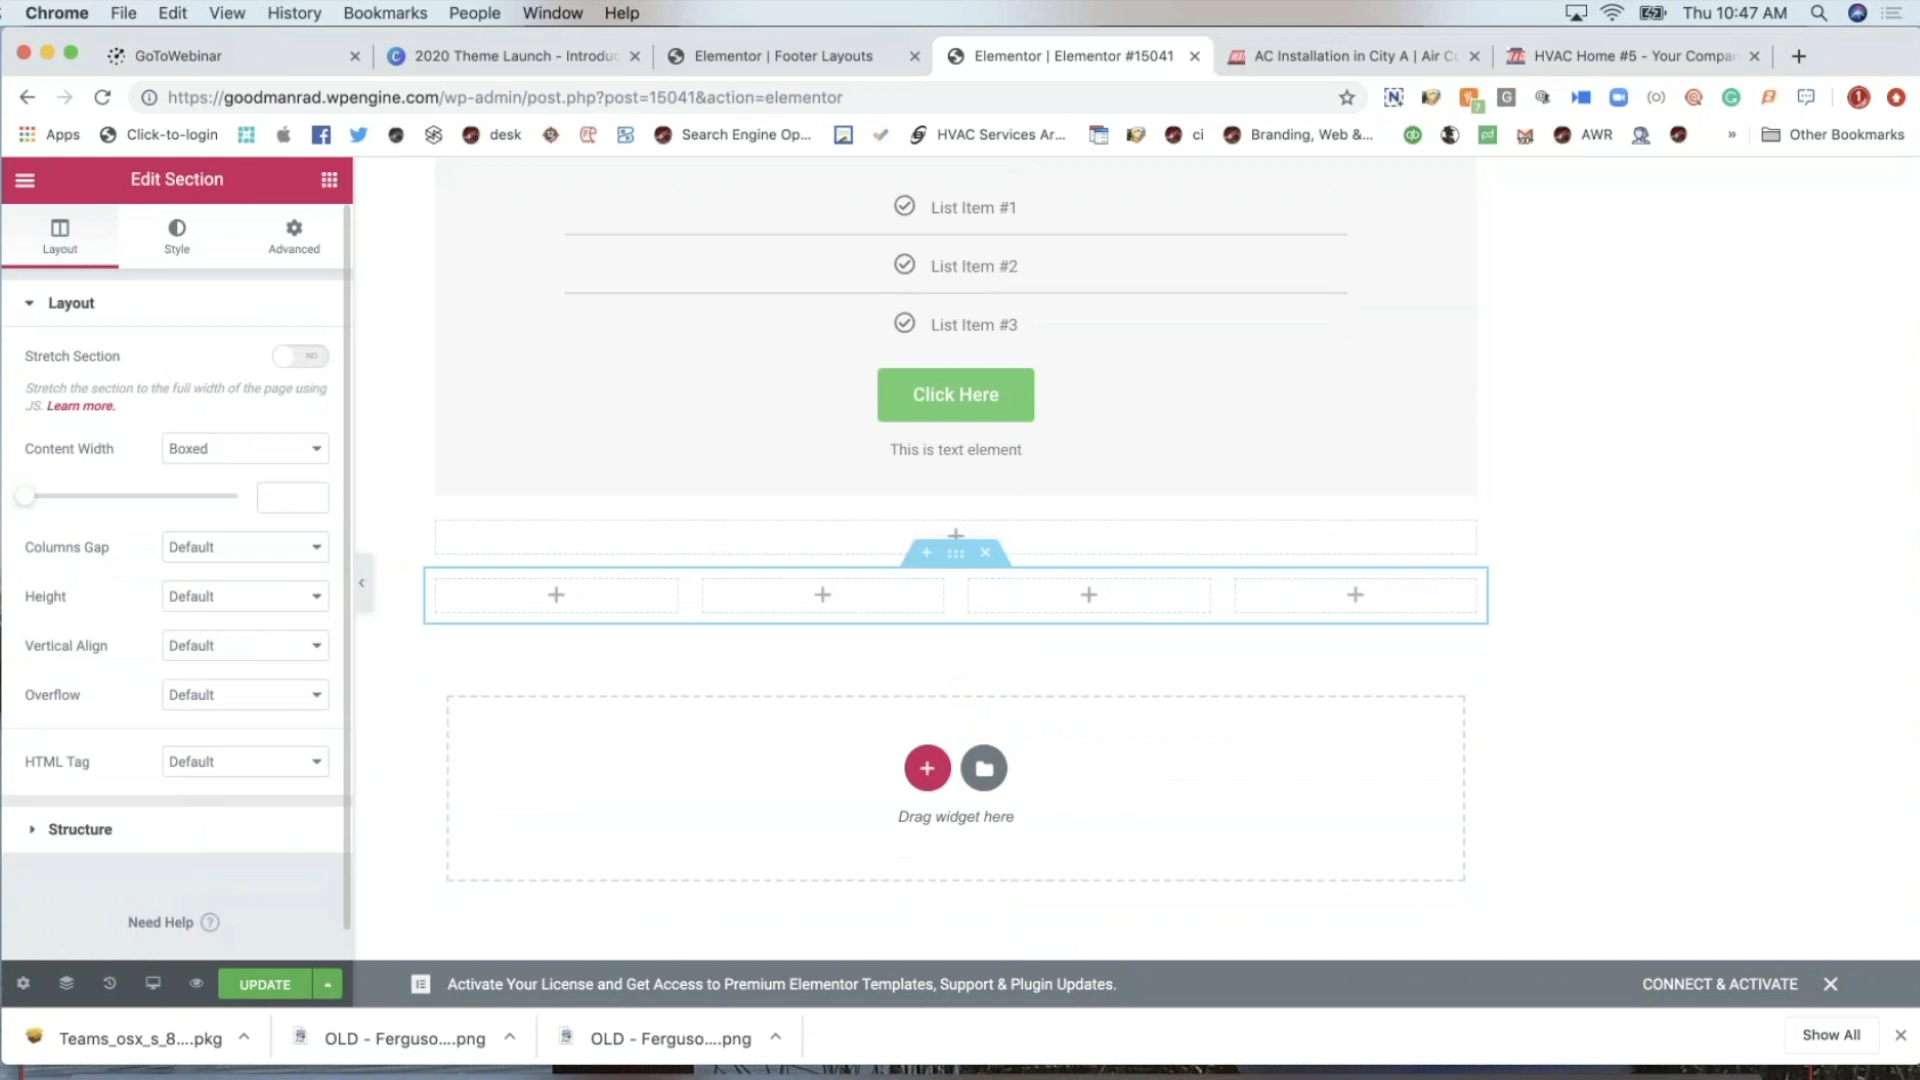 Chrome File Edit View History Bookmarks People Window Help Thu 10:47 AM
GoToWebinar 2020 Theme Launch - Introduc Elementor | Footer Layouts Elementor | Elementor #15041 AC Installation in City A | Air Co HVAC Home #5 - Your Compan
https://goodmanrad.wpengine.com/wp-admin/post.php?post=15041&action=elementor
Apps Click-to-login desk Search Engine Op... HVAC Services Ar... ci Branding, Web &... AWR » Other Bookmarks
Edit Section
Layout Style Advanced
Layout
Stretch Section NO
Stretch the section to the full width of the page using
JS. Learn more.
Content Width Boxed
Columns Gap Default
Height Default
Vertical Align Default
Overflow Default
HTML Tag Default
Structure
Need Help ?
UPDATE
List Item #1
List Item #2
List Item #3
Click Here
This is text element
Drag widget here
Activate Your License and Get Access to Premium Elementor Templates, Support & Plugin Updates. CONNECT & ACTIVATE
Teams_osx_s_8....pkg OLD - Ferguso....png OLD - Ferguso....png Show All